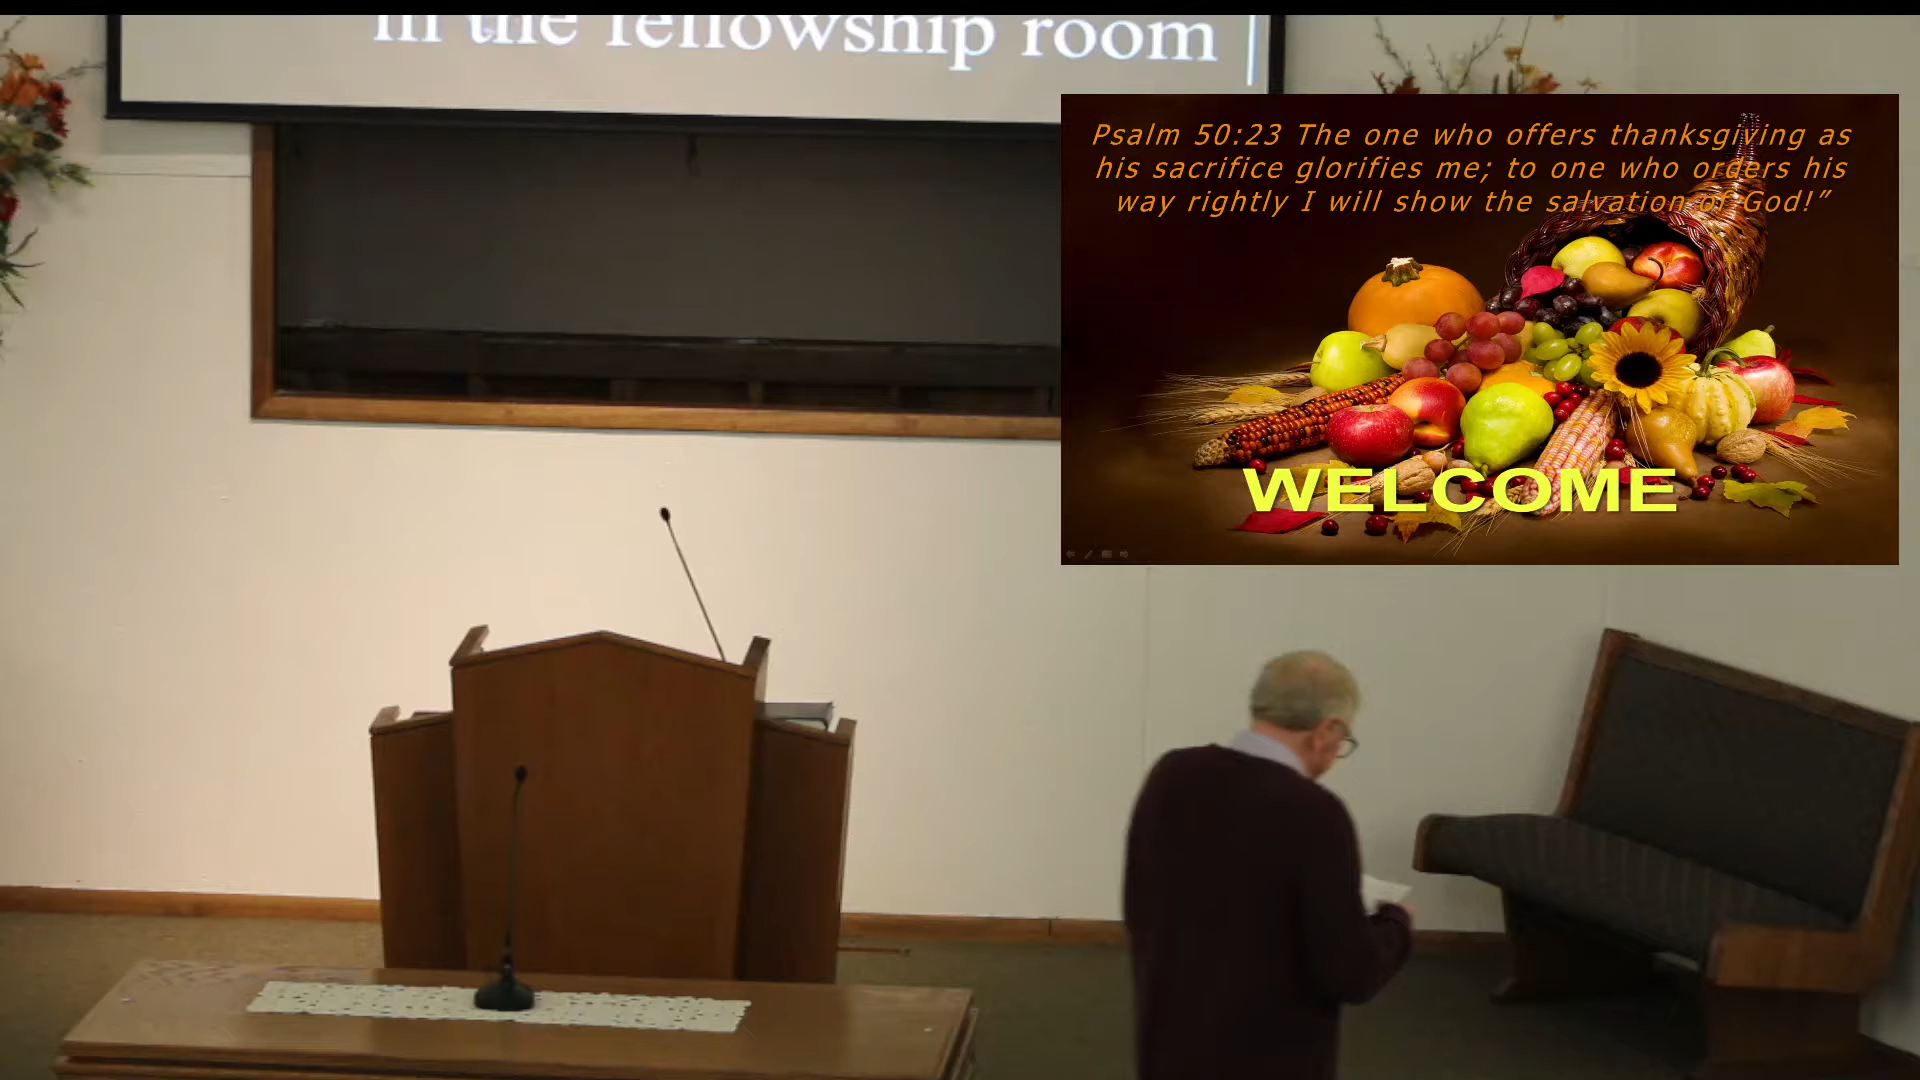 in the fellowship room
Psalm 50:23 The one who offers thanksgiving as
his sacrifice glorifies me; to one who orders his
way rightly I will show the salvation of God!”
WELCOME